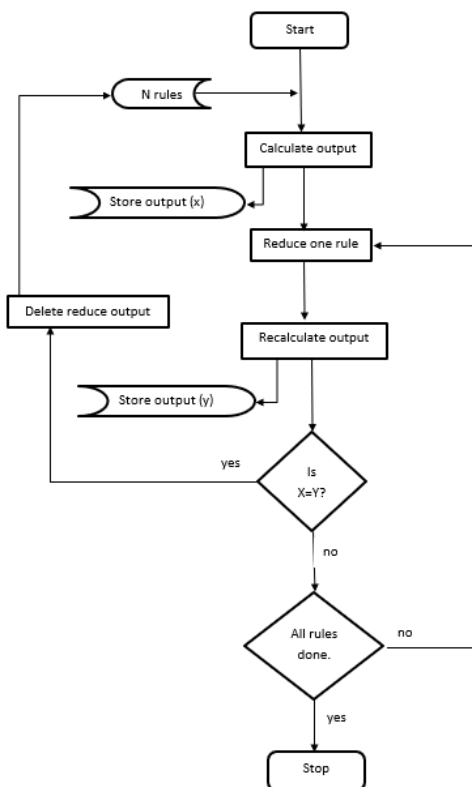 Start
N rules
Calculate output
Store output (x)
Reduce one rule
Delete reduce output
Recalculate output
Store output (y)
yes
Is
X=Y?
no
All rules
done.
no
yes
Stop